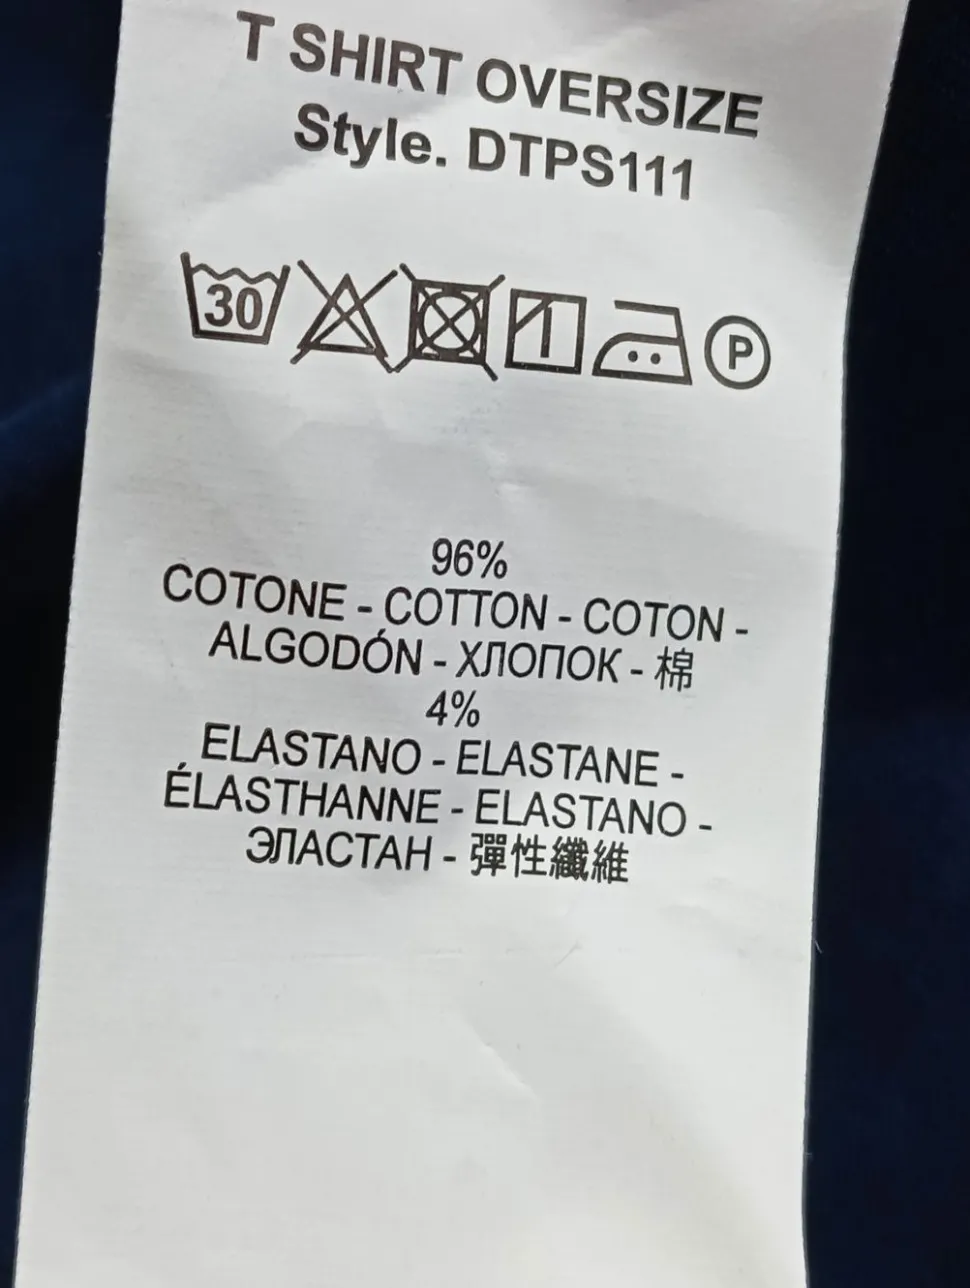 T SHIRT OVERSIZE
Style. DTPS111
30 P
96%
COTONE - COTTON - COTON -
ALGODÓN - ХЛОПОК - 棉
4%
ELASTANO - ELASTANE -
ÉLASTHANNE - ELASTANO -
ЭЛАСТАН - 彈性纖維